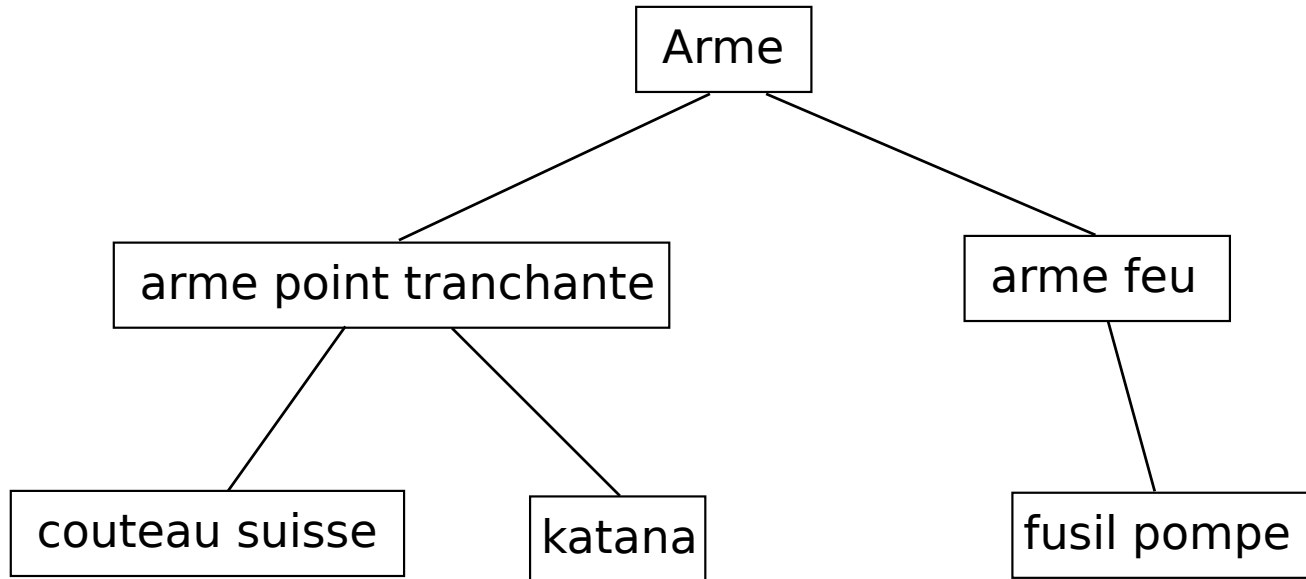 Arme
arme point tranchante
arme feu
couteau suisse
katana
fusil pompe